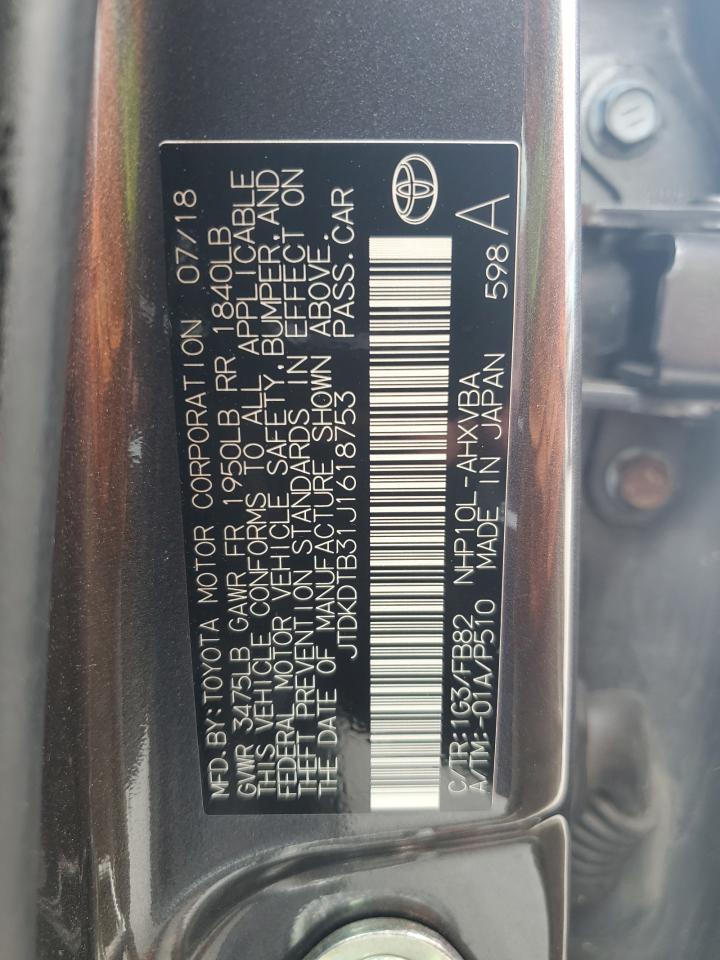 MFD.BY:TOYOTA MOTOR CORPORATION 07/18
GVWR 3475LB GAWR FR 1950LB RR 1840LB
THIS VEHICLE CONFORMS TO ALL APPLICABLE
FEDERAL MOTOR VEHICLE SAFETY,BUMPER,AND
THEFT PREVENTION STANDARDS IN EFFECT ON
THE DATE OF MANUFACTURE SHOWN ABOVE.
JTDKDTB31J1618753 PASS.CAR
C/TR:1G3/FB82 NHP10L-AHXVBA
A/TM:-01A/P510 MADE IN JAPAN 598 A